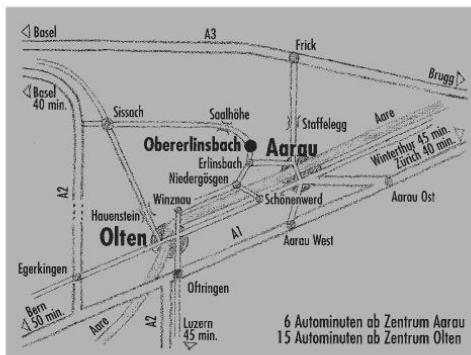 Basel
A3
Frick
Brugg
Basel
40 min.
Sissach
Saalhöhe
Staffelegg
Aare
Obererlinsbach
Aarau
Erlinsbach
Winterthur 45 min.
Zürich 40 min.
Niedergösgen
A2
Winznau
Schönenwerd
Aarau Ost
Hauenstein
Olten
A1
Aarau West
Egerkingen
Oftringen
Bern
50 min.
Aare
A2
Luzern
45 min.
6 Autominuten ab Zentrum Aarau
15 Autominuten ab Zentrum Olten